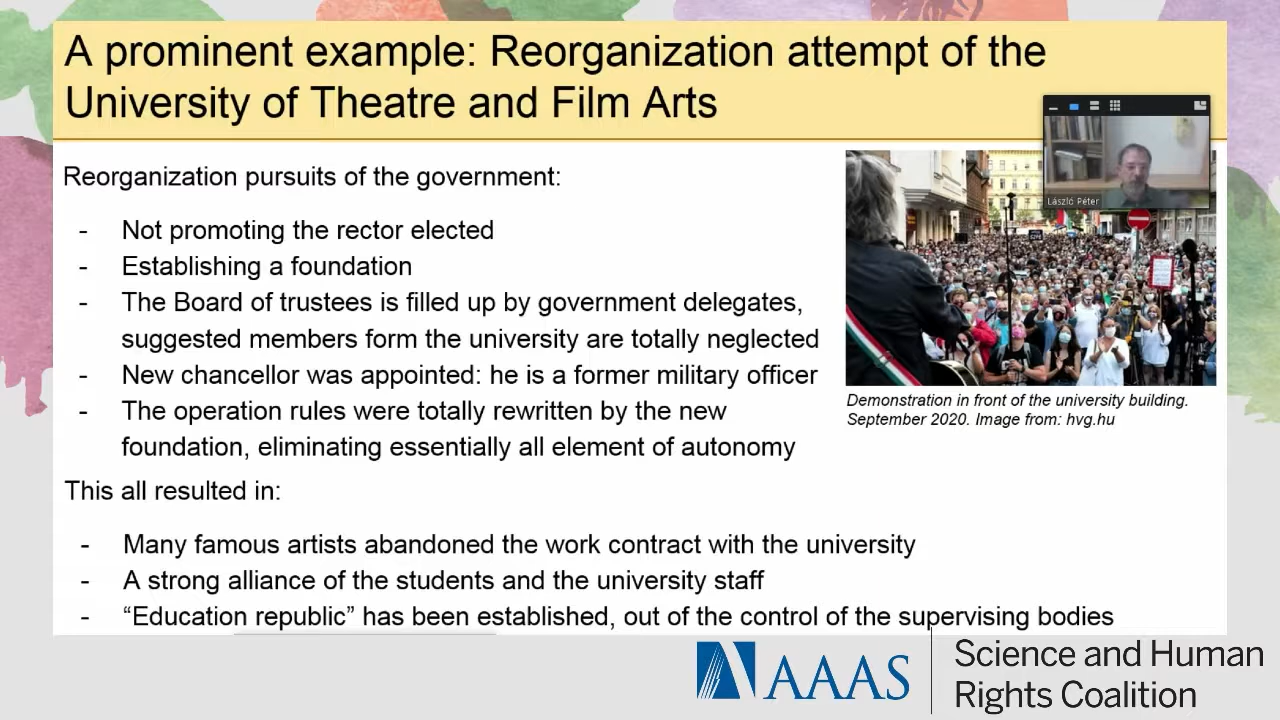 A prominent example: Reorganization attempt of the
University of Theatre and Film Arts
László Péter
Reorganization pursuits of the government:
- Not promoting the rector elected
- Establishing a foundation
- The Board of trustees is filled up by government delegates,
suggested members form the university are totally neglected
- New chancellor was appointed: he is a former military officer
- The operation rules were totally rewritten by the new
foundation, eliminating essentially all element of autonomy
Demonstration in front of the university building.
September 2020. Image from: hvg.hu
This all resulted in:
- Many famous artists abandoned the work contract with the university
- A strong alliance of the students and the university staff
- “Education republic” has been established, out of the control of the supervising bodies
AAAS
Science and Human
Rights Coalition